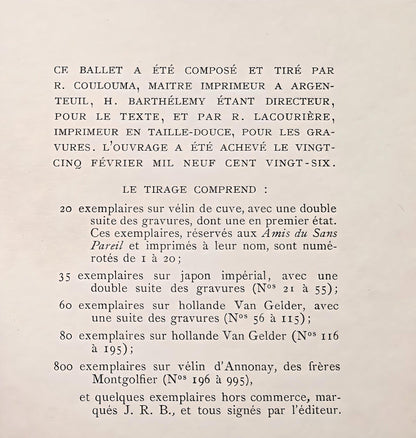 CE BALLET A ÉTÉ COMPOSÉ ET TIRÉ PAR
R. COULOUMA, MAITRE IMPRIMEUR A ARGEN-
TEUIL, H. BARTHÉLEMY ÉTANT DIRECTEUR,
POUR LE TEXTE, ET PAR R. LACOURIÈRE,
IMPRIMEUR EN TAILLE-DOUCE, POUR LES GRA-
VURES. L'OUVRAGE A ÉTÉ ACHEVÉ LE VINGT-
CINQ FÉVRIER MIL NEUF CENT VINGT-SIX.
LE TIRAGE COMPREND :
20 exemplaires sur vélin de cuve, avec une double
suite des gravures, dont une en premier état.
Ces exemplaires, réservés aux Amis du Sans
Pareil et imprimés à leur nom, sont numé-
rotés de 1 à 20 ;
35 exemplaires sur japon impérial, avec une
double suite des gravures (Nos 21 à 55) ;
60 exemplaires sur hollande Van Gelder, avec
une suite des gravures (Nos 56 à 115) ;
80 exemplaires sur hollande Van Gelder (Nos 116
à 195) ;
800 exemplaires sur vélin d'Annonay, des frères
Montgolfier (Nos 196 à 995),
et quelques exemplaires hors commerce, mar-
qués J. R. B., et tous signés par l'éditeur.